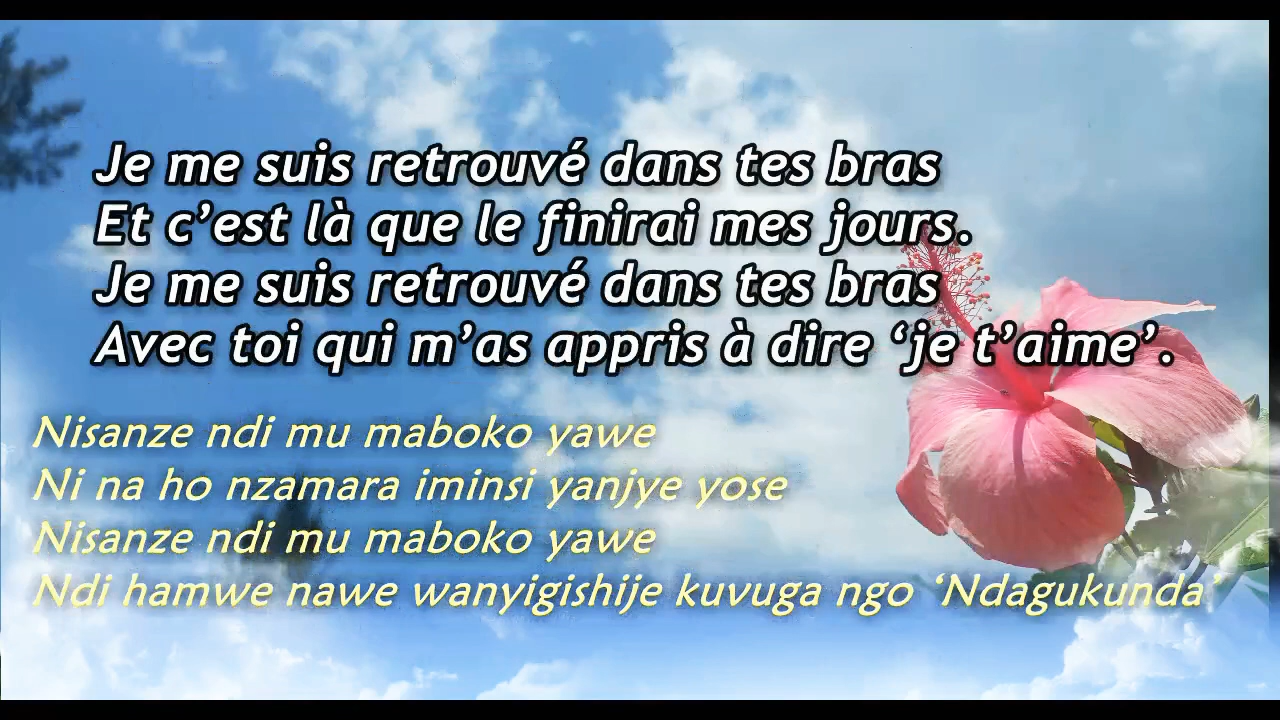 Je me suis retrouvé dans tes bras
Et c’est là que le finirai mes jours.
Je me suis retrouvé dans tes bras
Avec toi qui m’as appris à dire ‘je t’aime’.
Nisanze ndi mu maboko yawe
Ni na ho nzamara iminsi yanjye yose
Nisanze ndi mu maboko yawe
Ndi hamwe nawe wanyigishije kuvuga ngo ‘Ndagukunda’